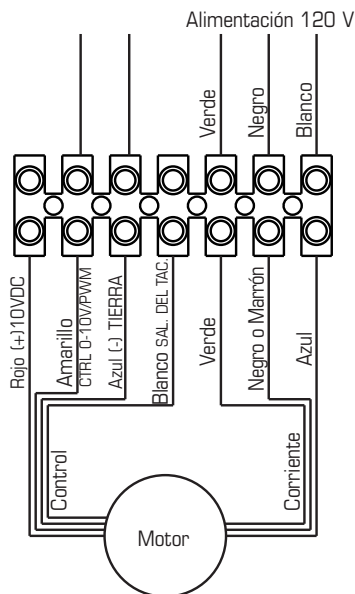 Alimentación 120 V
Verde
Negro
Blanco
Rojo (+)10VDC
Amarillo
CTRL 0-10V/PWM
Azul (-) TIERRA
Blanco SAL. DEL TAC.
Verde
Negro o Marrón
Azul
Control
Corriente
Motor